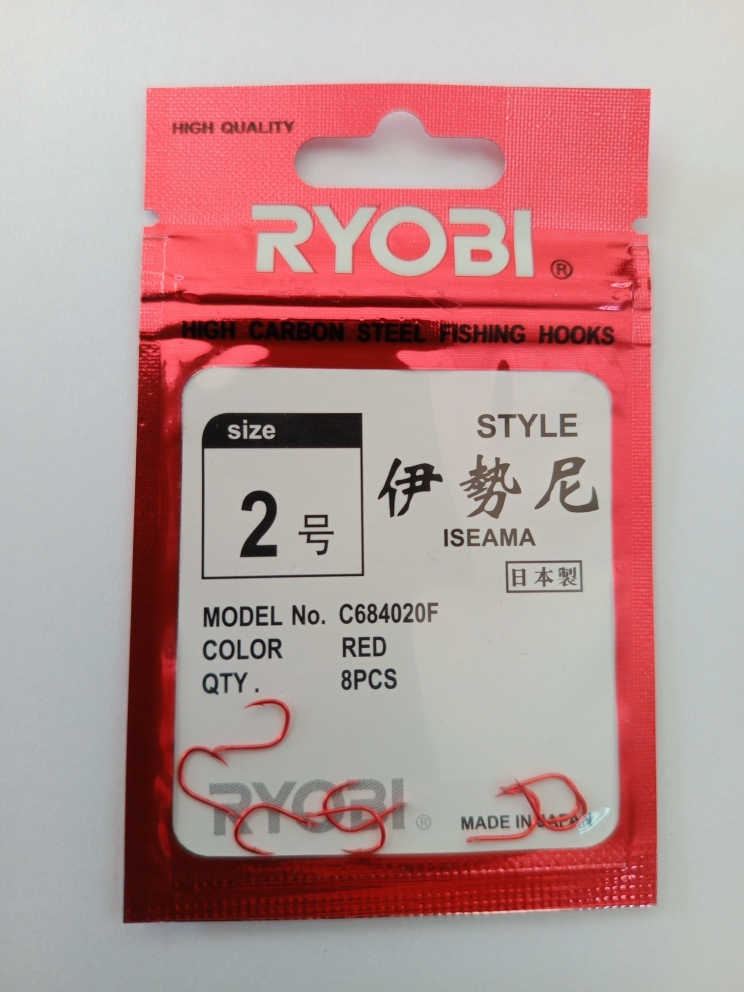 HIGH QUALITY
RYOBI®
HIGH CARBON STEEL FISHING HOOKS
size
2号
STYLE
伊勢尼
ISEAMA
日本製
MODEL No. C684020F
COLOR RED
QTY. 8PCS
RYOBI®
MADE IN JAPAN